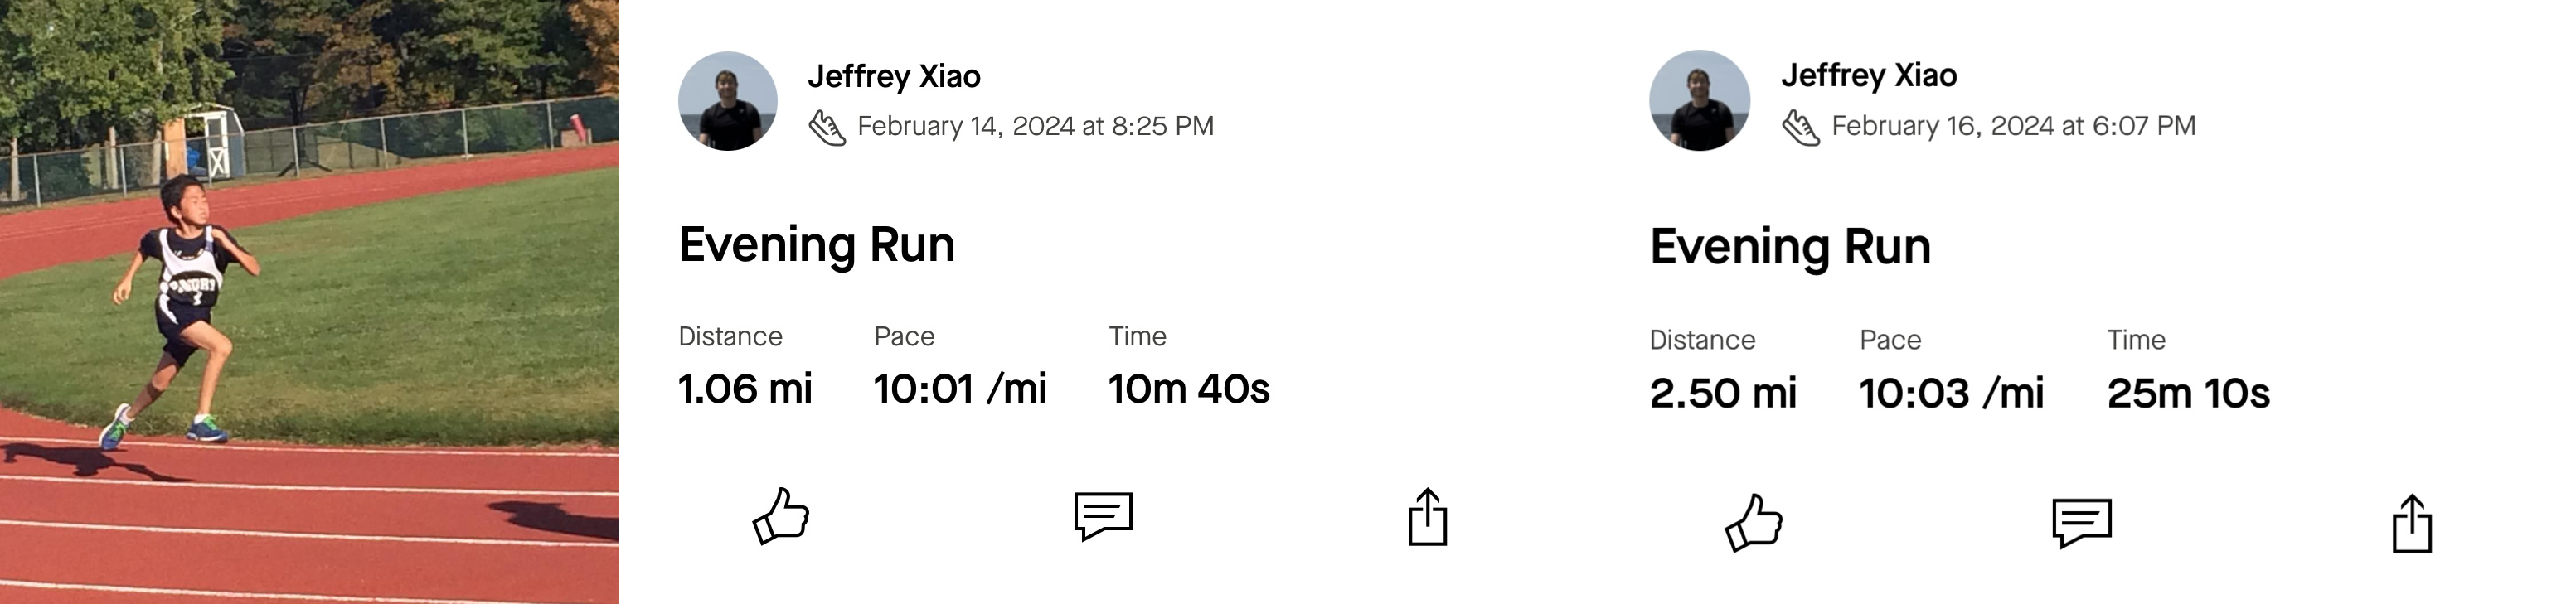 Jeffrey Xiao
February 14, 2024 at 8:25 PM
Evening Run
Distance Pace Time
1.06 mi 10:01 /mi 10m 40s
Jeffrey Xiao
February 16, 2024 at 6:07 PM
Evening Run
Distance Pace Time
2.50 mi 10:03 /mi 25m 10s